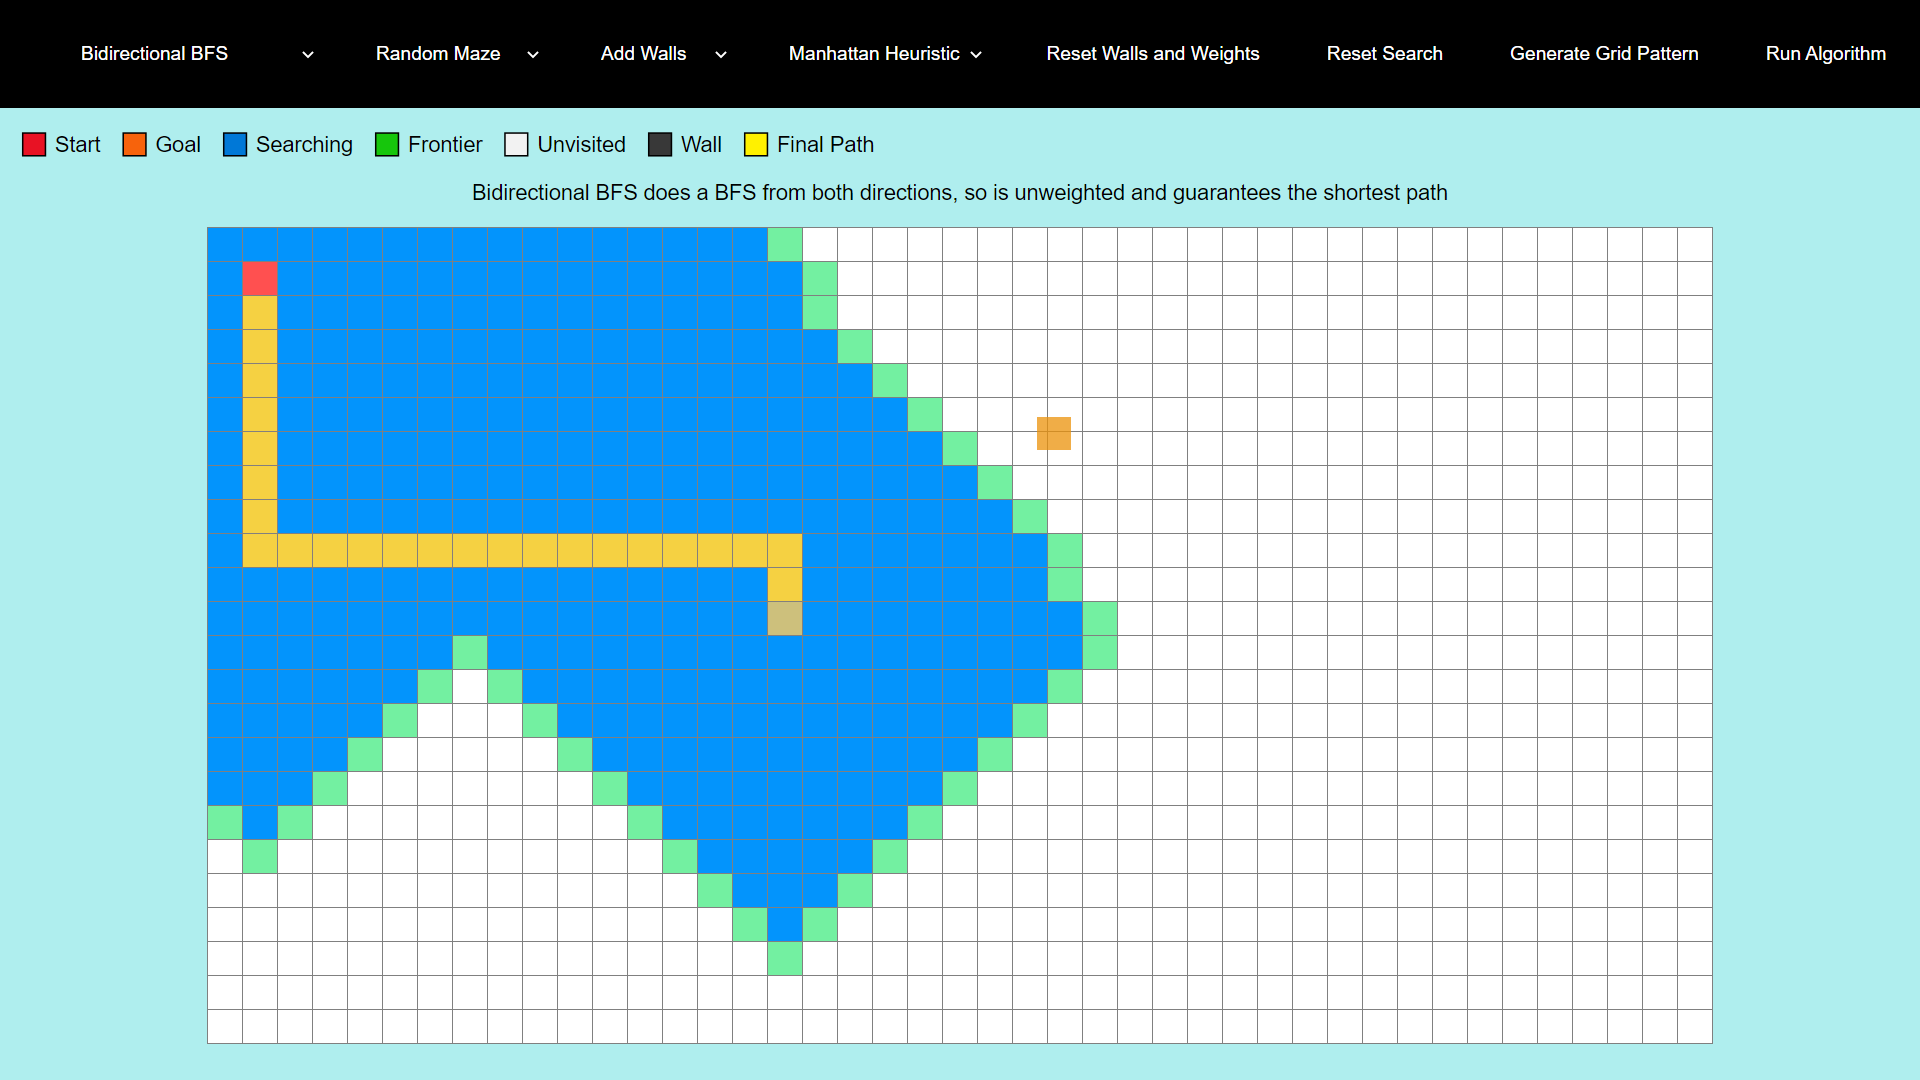 Bidirectional BFS Random Maze Add Walls Manhattan Heuristic Reset Walls and Weights Reset Search Generate Grid Pattern Run Algorithm
Start Goal Searching Frontier Unvisited Wall Final Path
Bidirectional BFS does a BFS from both directions, so is unweighted and guarantees the shortest path